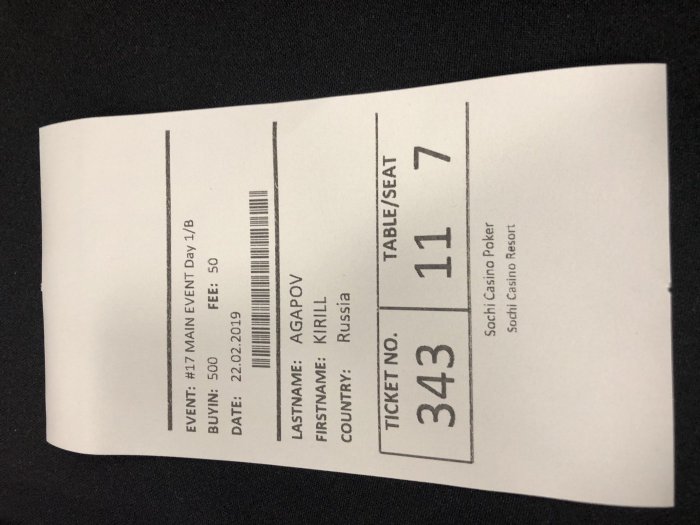 EVENT: #17 MAIN EVENT Day 1/B
BUYIN: 500 FEE: 50
DATE: 22.02.2019
LASTNAME: AGAPOV
FIRSTNAME: KIRILL
COUNTRY: Russia
TICKET NO. TABLE/SEAT
343 11 7
Sochi Casino Poker
Sochi Casino Resort